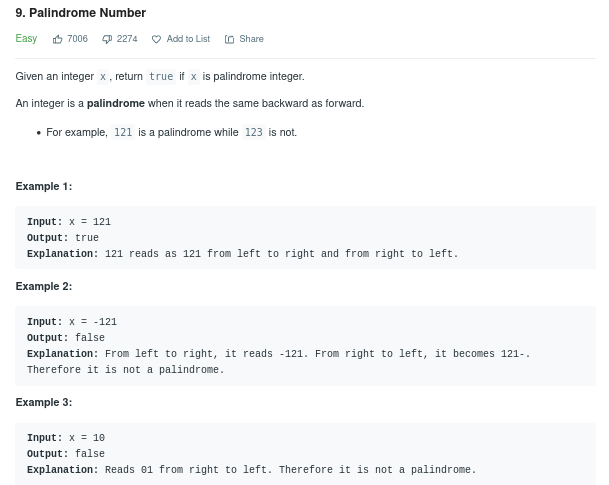 9. Palindrome Number
Easy 7006 2274 Add to List Share
Given an integer x, return true if x is palindrome integer.
An integer is a palindrome when it reads the same backward as forward.
• For example, 121 is a palindrome while 123 is not.
Example 1:
Input: x = 121
Output: true
Explanation: 121 reads as 121 from left to right and from right to left.
Example 2:
Input: x = -121
Output: false
Explanation: From left to right, it reads -121. From right to left, it becomes 121-.
Therefore it is not a palindrome.
Example 3:
Input: x = 10
Output: false
Explanation: Reads 01 from right to left. Therefore it is not a palindrome.